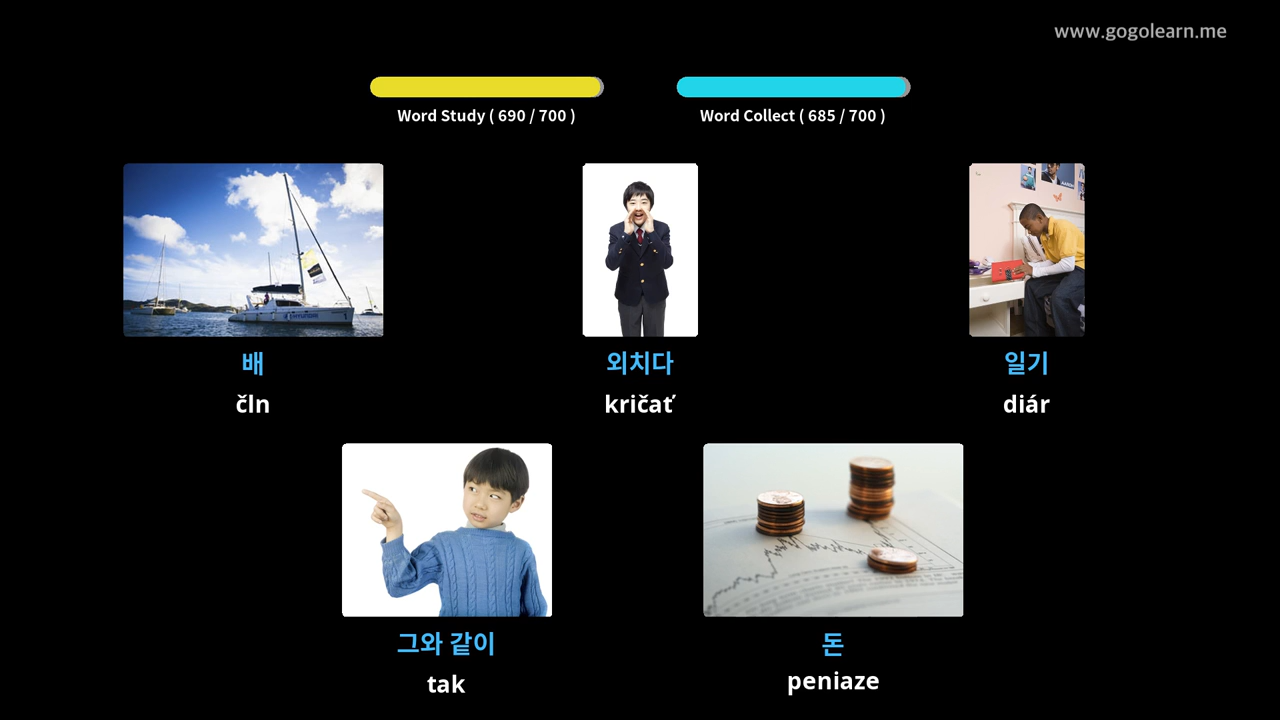 www.gogolearn.me
Word Study ( 690 / 700 )
Word Collect ( 685 / 700 )
배
외치다
일기
čln
kričať
diár
그와 같이
돈
tak
peniaze